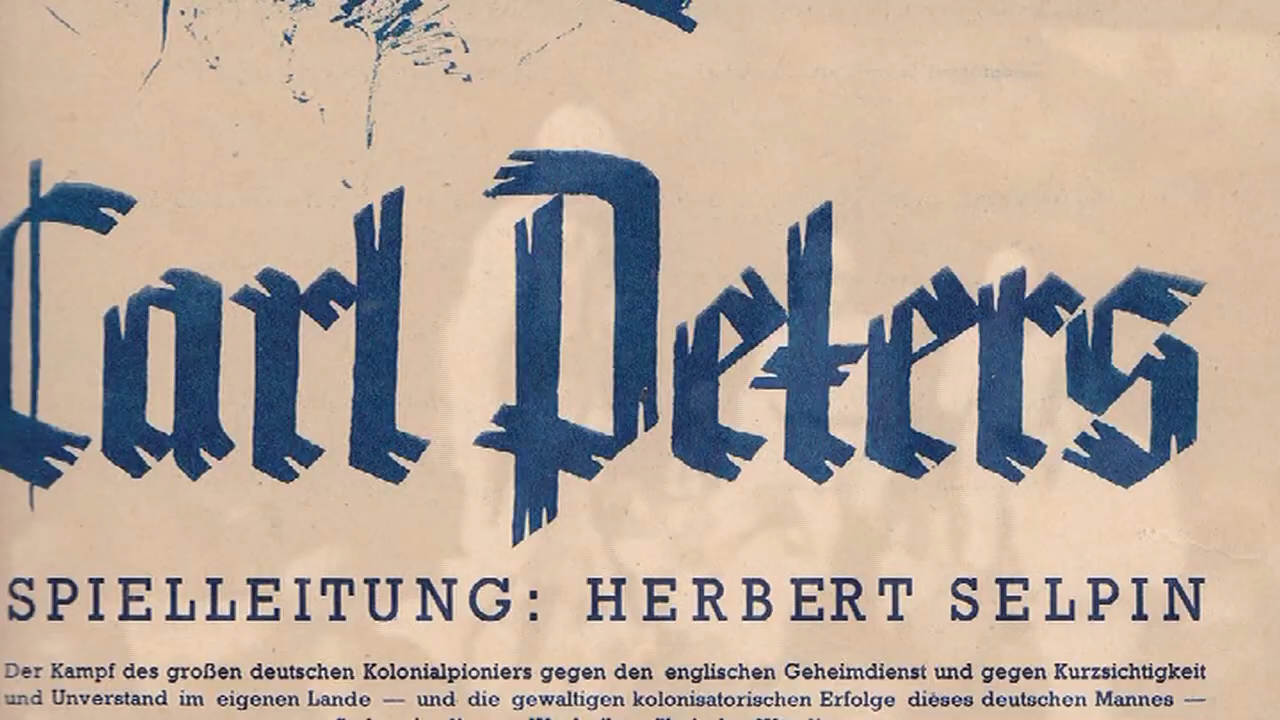 Carl Peters
SPIELLEITUNG: HERBERT SELPIN
Der Kampf des großen deutschen Kolonialpioniers gegen den englischen Geheimdienst und gegen Kurzsichtigkeit
und Unverstand im eigenen Lande — und die gewaltigen kolonisatorischen Erfolge dieses deutschen Mannes —